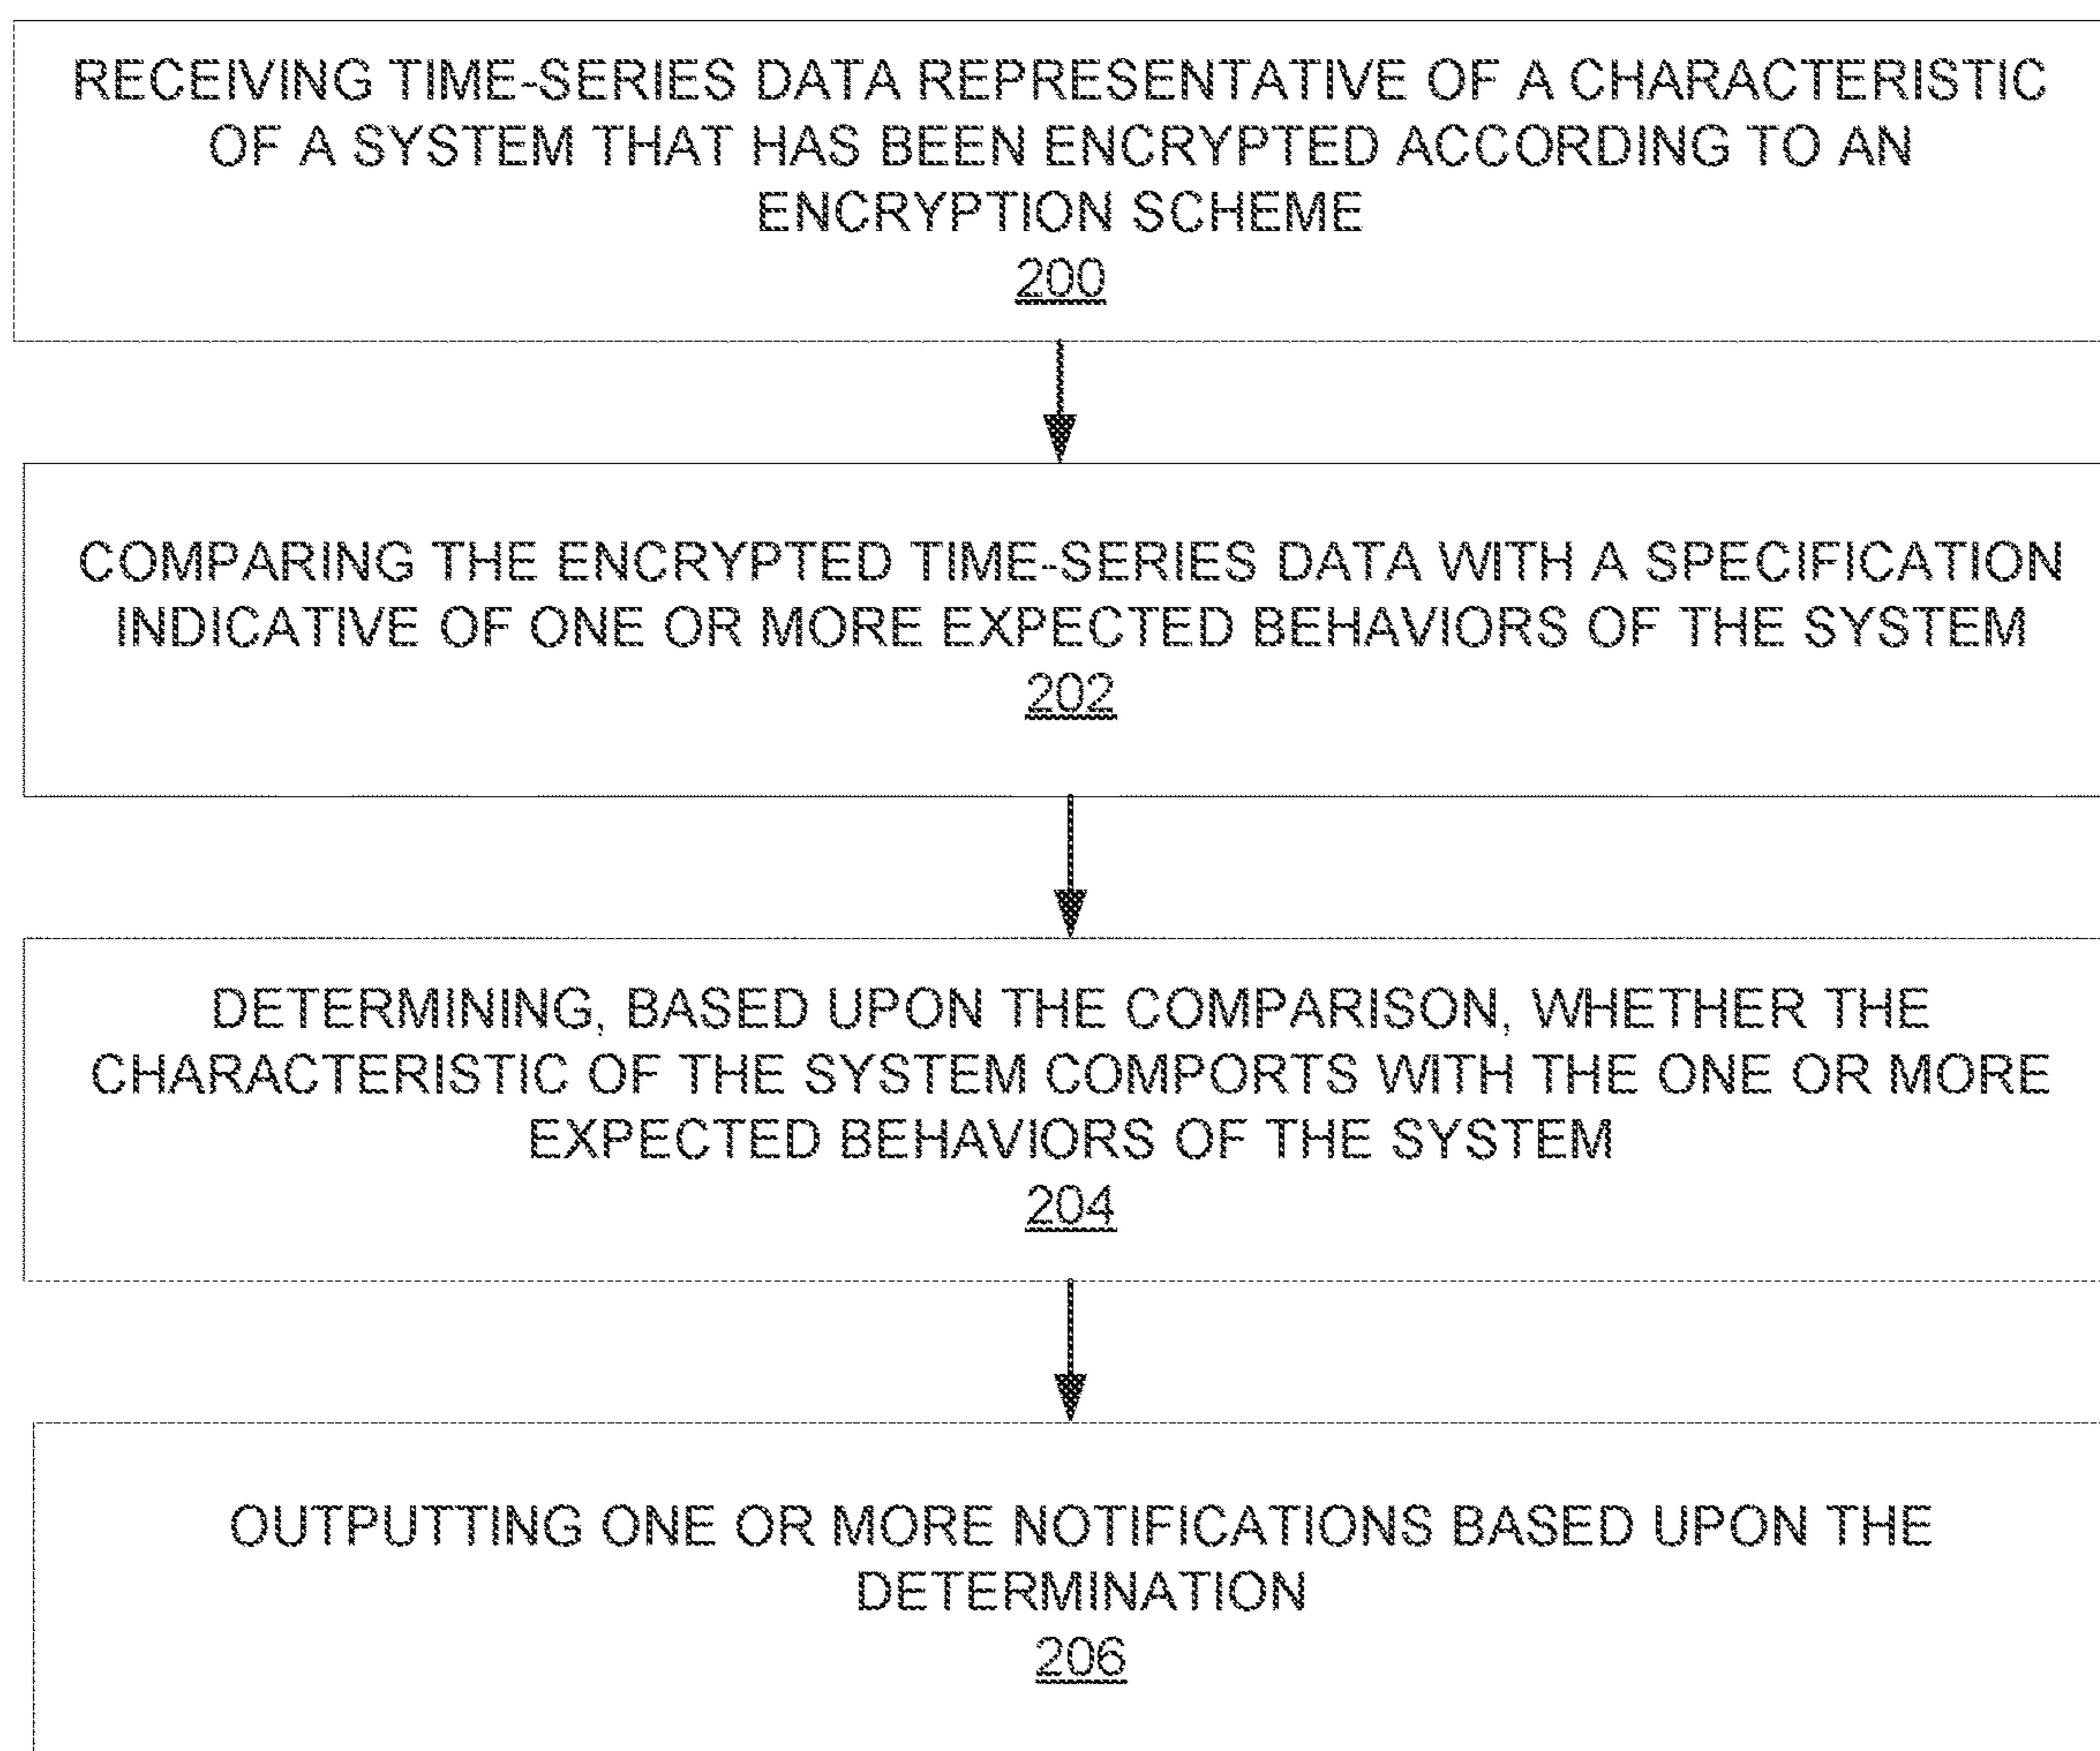 RECEIVING TIME-SERIES DATA REPRESENTATIVE OF A CHARACTERISTIC
OF A SYSTEM THAT HAS BEEN ENCRYPTED ACCORDING TO AN
ENCRYPTION SCHEME
200
COMPARING THE ENCRYPTED TIME-SERIES DATA WITH A SPECIFICATION
INDICATIVE OF ONE OR MORE EXPECTED BEHAVIORS OF THE SYSTEM
202
DETERMINING, BASED UPON THE COMPARISON, WHETHER THE
CHARACTERISTIC OF THE SYSTEM COMPORTS WITH THE ONE OR MORE
EXPECTED BEHAVIORS OF THE SYSTEM
204
OUTPUTTING ONE OR MORE NOTIFICATIONS BASED UPON THE
DETERMINATION
206